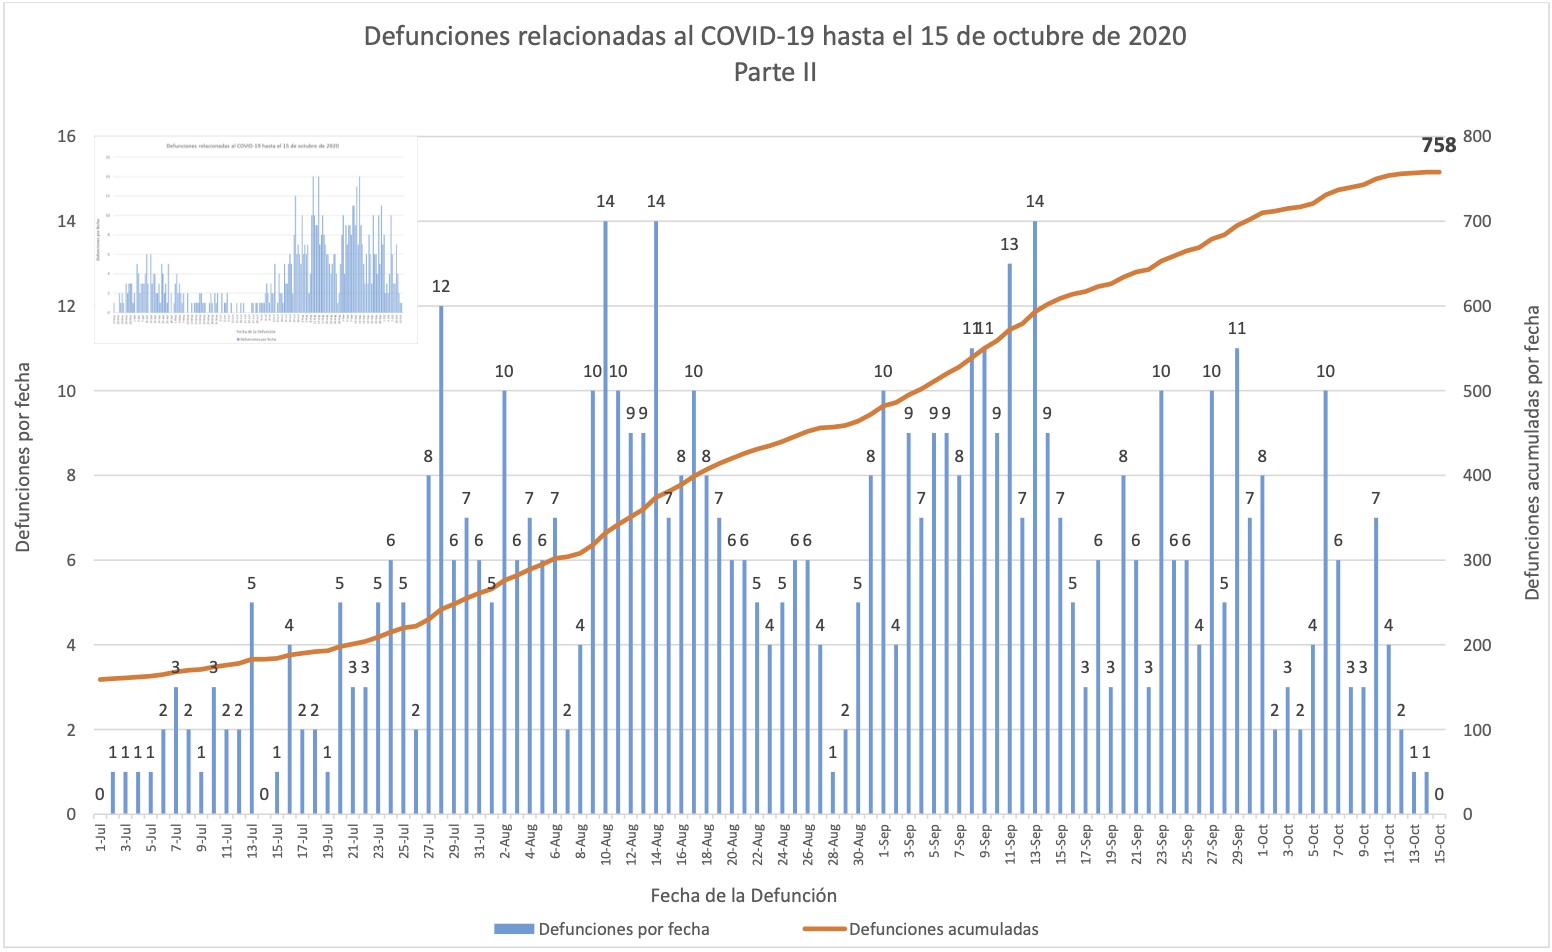 Defunciones relacionadas al COVID-19 hasta el 15 de octubre de 2020
Parte II
16
14
12
10
8
6
4
2
0
Defunciones por fecha
800
700
600
500
400
300
200
100
0
Defunciones acumuladas por fecha
758
Defunciones relacionadas al COVID-19 hasta el 15 de octubre de 2020
Defunciones por fecha
Fecha de la Defunción
Defunciones por fecha
0 1 1 1 1 2 3 2 1 3 2 2 5 0 1 4 2 2 1 5 3 3 5 6 5 2 8 12 6 7 6 5 10 6 7 6 7 2 4 10 14 10 9 9 14 7 8 10 8 7 6 6 5 4 5 6 6 4 1 2 5 8 10 4 9 7 9 9 8 11 11 9 13 7 14 9 7 5 3 6 3 8 6 3 10 6 6 4 10 5 11 7 8 2 3 2 4 10 6 3 3 7 4 2 1 1 0
1-Jul 3-Jul 5-Jul 7-Jul 9-Jul 11-Jul 13-Jul 15-Jul 17-Jul 19-Jul 21-Jul 23-Jul 25-Jul 27-Jul 29-Jul 31-Jul 2-Aug 4-Aug 6-Aug 8-Aug 10-Aug 12-Aug 14-Aug 16-Aug 18-Aug 20-Aug 22-Aug 24-Aug 26-Aug 28-Aug 30-Aug 1-Sep 3-Sep 5-Sep 7-Sep 9-Sep 11-Sep 13-Sep 15-Sep 17-Sep 19-Sep 21-Sep 23-Sep 25-Sep 27-Sep 29-Sep 1-Oct 3-Oct 5-Oct 7-Oct 9-Oct 11-Oct 13-Oct 15-Oct
Fecha de la Defunción
Defunciones por fecha
Defunciones acumuladas